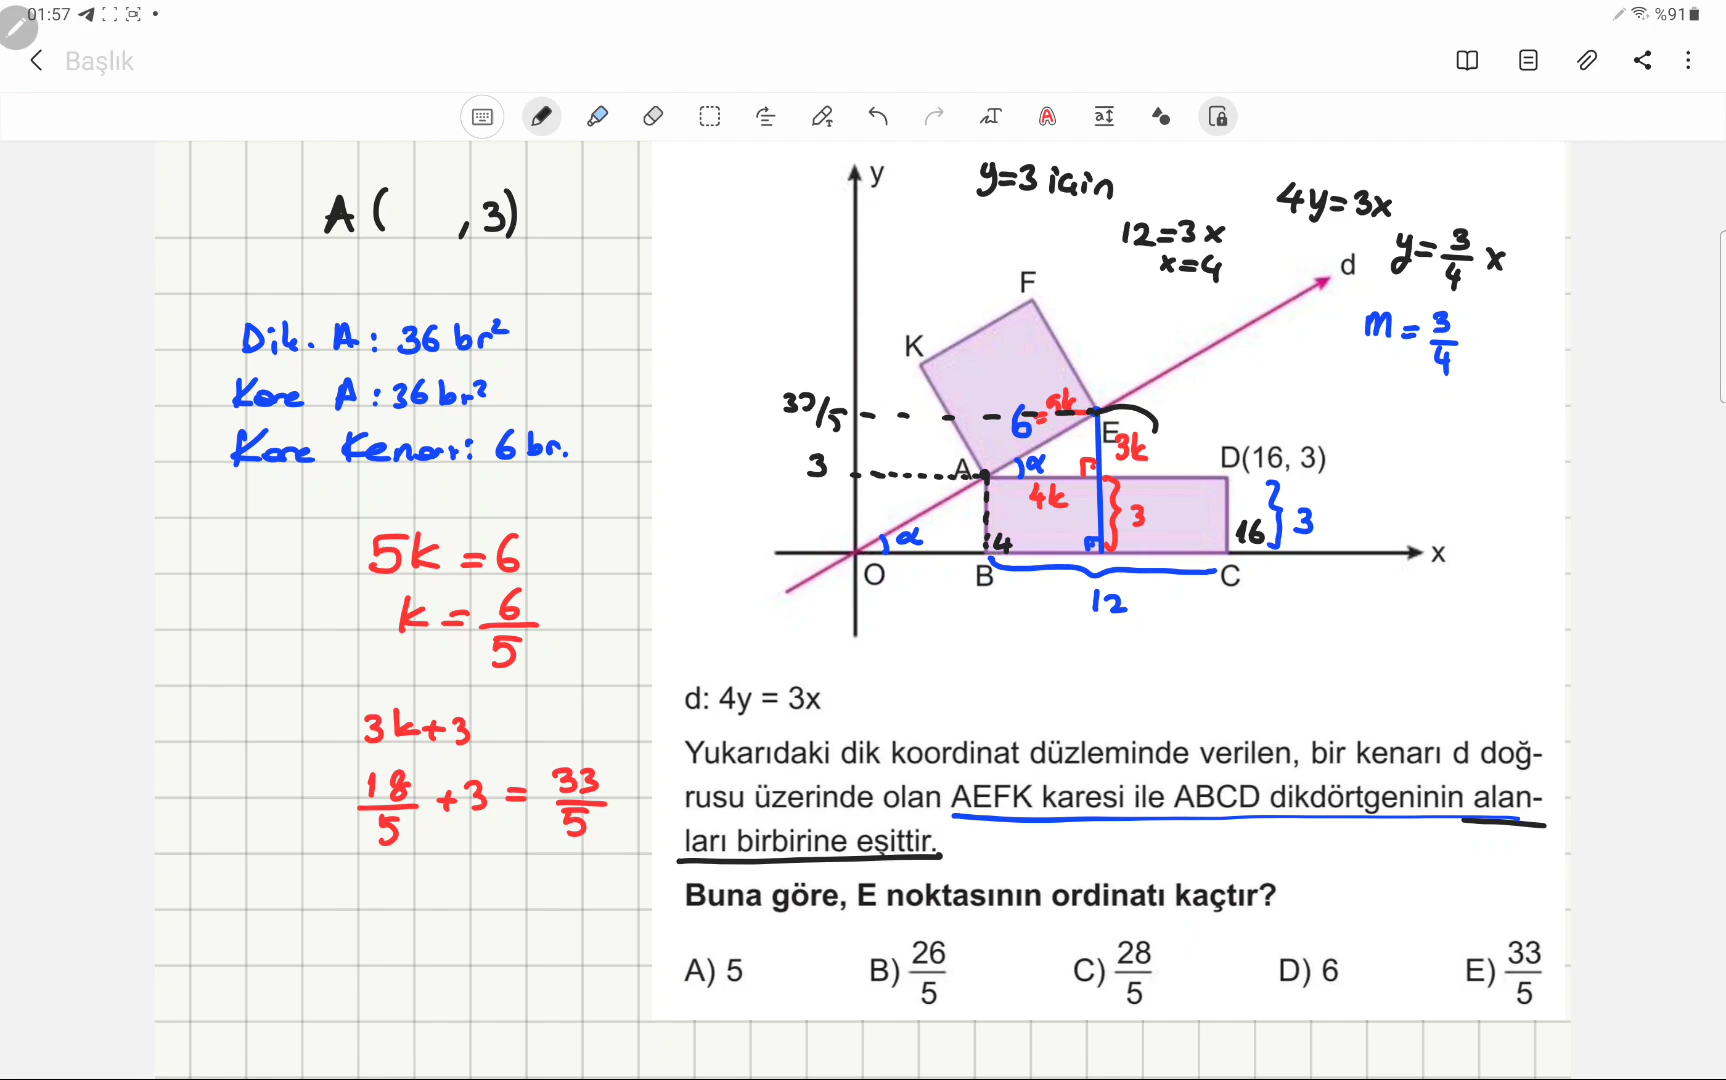 01:57
%91
Başlık
A( ,3)
Dik. A: 36 br²
Kare A: 36 br²
Kare Kenarı: 6 br.
5k = 6
k = 6/5
3k+3
18/5 + 3 = 33/5
y=3 için
12=3x
x=4
4y=3x
y=3/4 x
m = 3/4
y
d
F
K
33/5
6=5k
E
3k
3
A
α
4k
D(16, 3)
3
3
16
α
4
x
O
B
C
12
d: 4y = 3x
Yukarıdaki dik koordinat düzleminde verilen, bir kenarı d doğ-
rusu üzerinde olan AEFK karesi ile ABCD dikdörtgeninin alan-
ları birbirine eşittir.
Buna göre, E noktasının ordinatı kaçtır?
A) 5 B) 26/5 C) 28/5 D) 6 E) 33/5